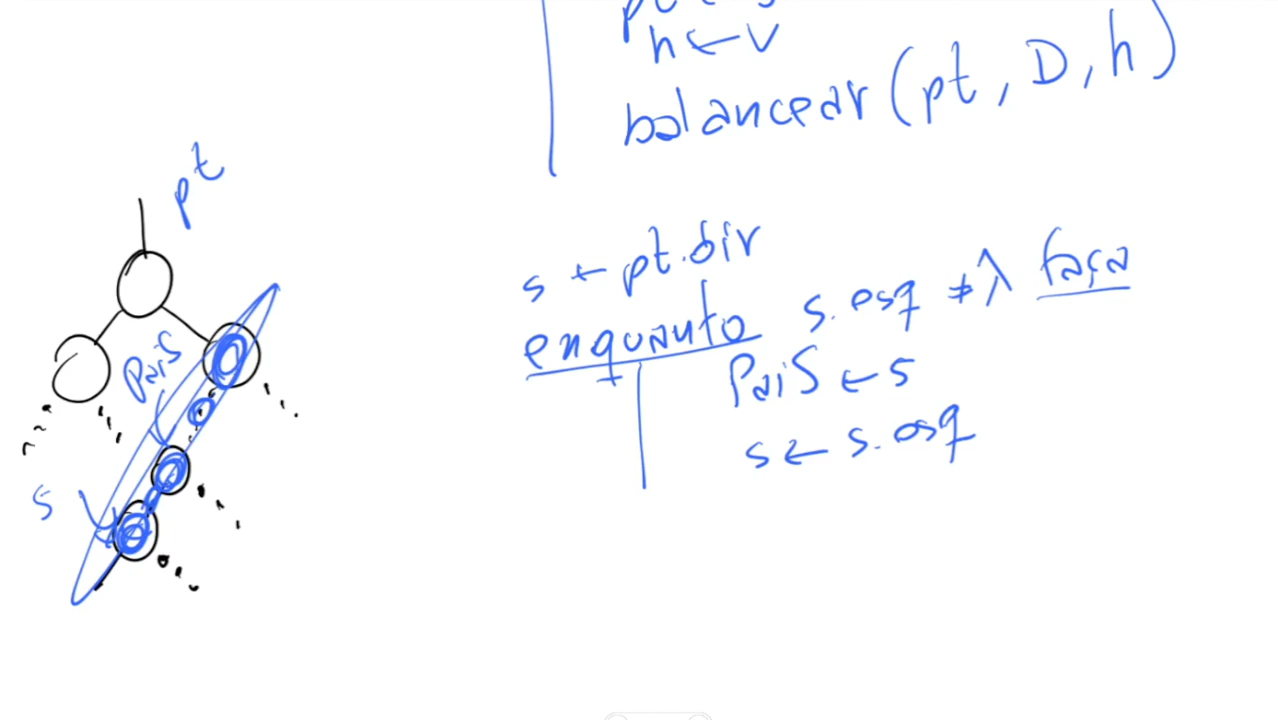 h ← v
balancear (pt, D, h)
pt
s ← pt.dir
enquanto s.esq ≠ λ faça
PaiS ← s
s ← s.esq
PaiS
s